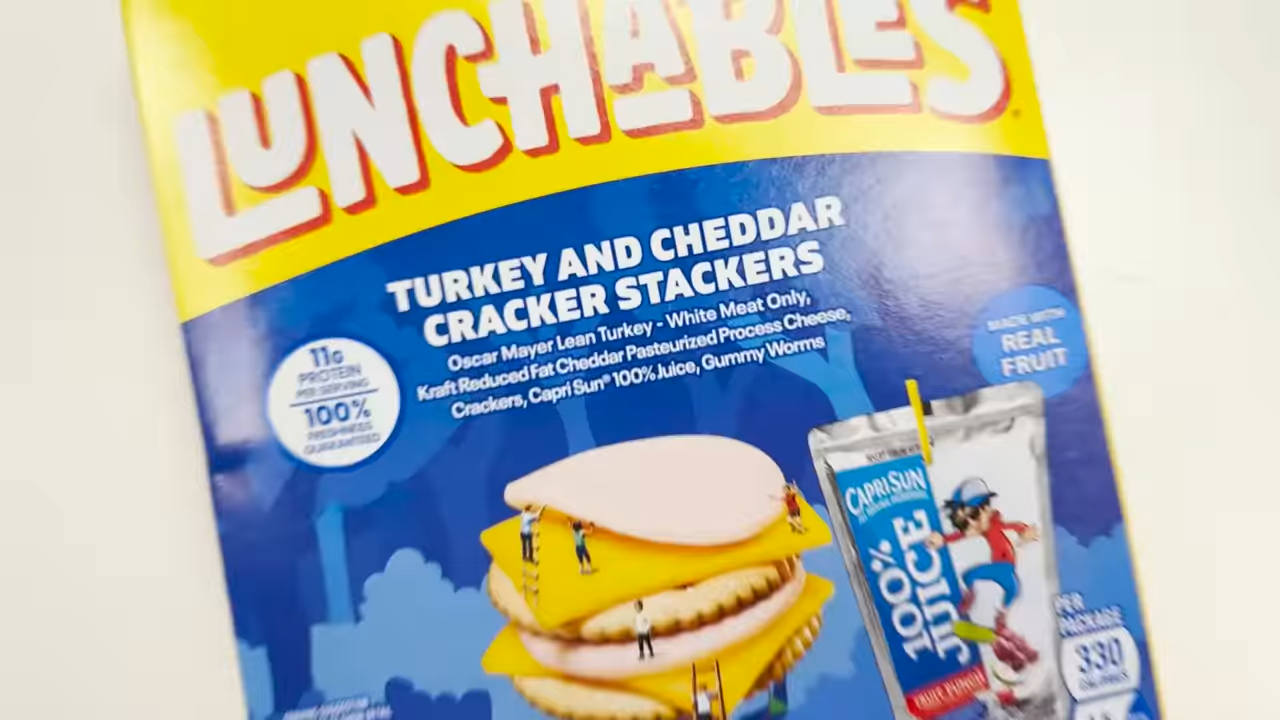 LUNCHABLES
TURKEY AND CHEDDAR
CRACKER STACKERS
Oscar Mayer Lean Turkey - White Meat Only,
Kraft Reduced Fat Cheddar Pasteurized Process Cheese,
Crackers, Capri Sun® 100% Juice, Gummy Worms
11G
PROTEIN
PER SERVING
100%
FRESHNESS
GUARANTEED
MADE WITH
REAL
FRUIT
CAPRI SUN
100%
JUICE
FRUIT PUNCH
PER
PACKAGE
330
CALORIES